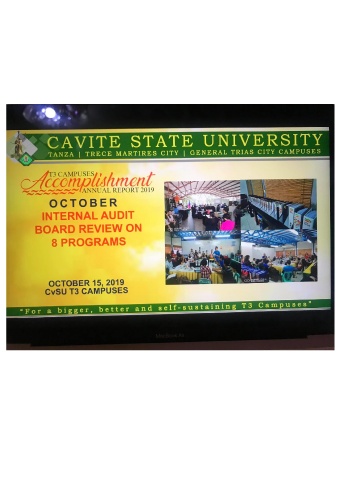 CAVITE STATE UNIVERSITY
TANZA | TRECE MARTIRES CITY | GENERAL TRIAS CITY CAMPUSES
T3 CAMPUSES
Accomplishment
ANNUAL REPORT 2019
OCTOBER
INTERNAL AUDIT
BOARD REVIEW ON
8 PROGRAMS
OCTOBER 15, 2019
CvSU T3 CAMPUSES
"For a bigger, better and self-sustaining T3 Campuses"
MacBook Air